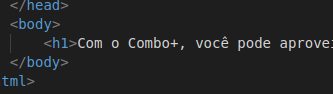 </head>
<body>
<h1>Com o Combo+, você pode aprovei
</body>
tml>